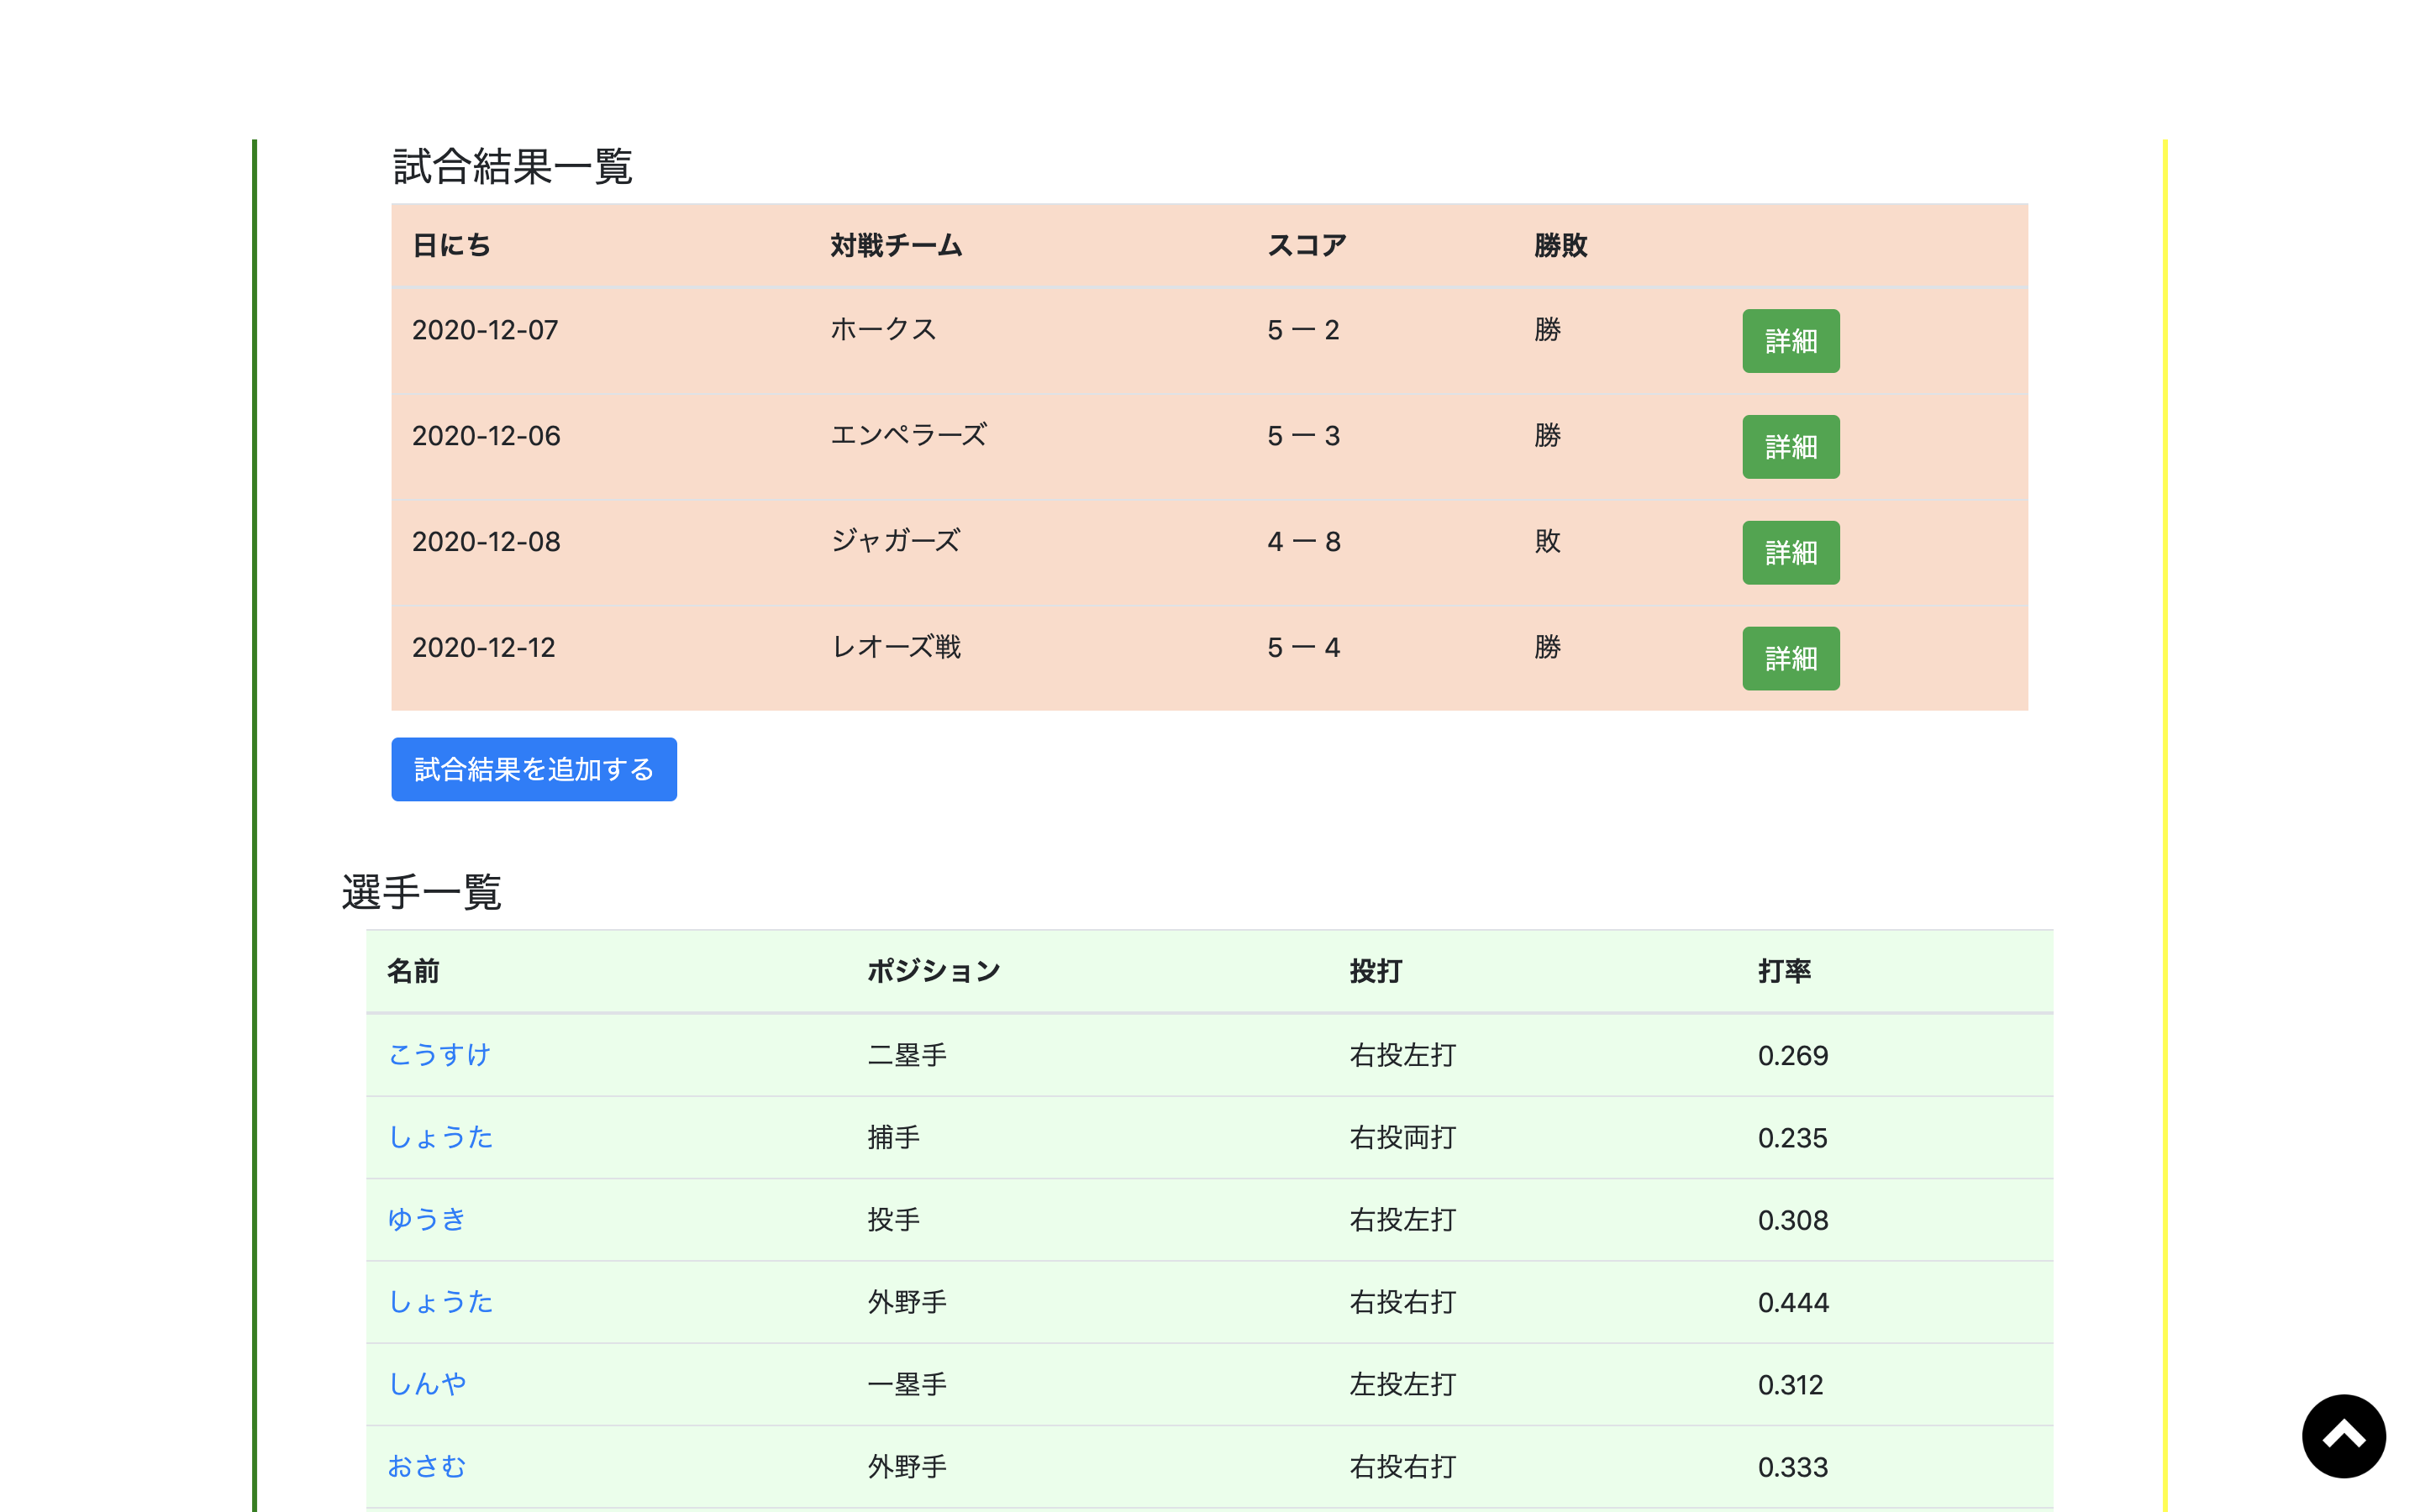 試合結果一覧
日にち 対戦チーム スコア 勝敗
2020-12-07 ホークス 5 ー 2 勝 詳細
2020-12-06 エンペラーズ 5 ー 3 勝 詳細
2020-12-08 ジャガーズ 4 ー 8 敗 詳細
2020-12-12 レオーズ戦 5 ー 4 勝 詳細
試合結果を追加する
選手一覧
名前 ポジション 投打 打率
こうすけ 二塁手 右投左打 0.269
しょうた 捕手 右投両打 0.235
ゆうき 投手 右投左打 0.308
しょうた 外野手 右投右打 0.444
しんや 一塁手 左投左打 0.312
おさむ 外野手 右投右打 0.333